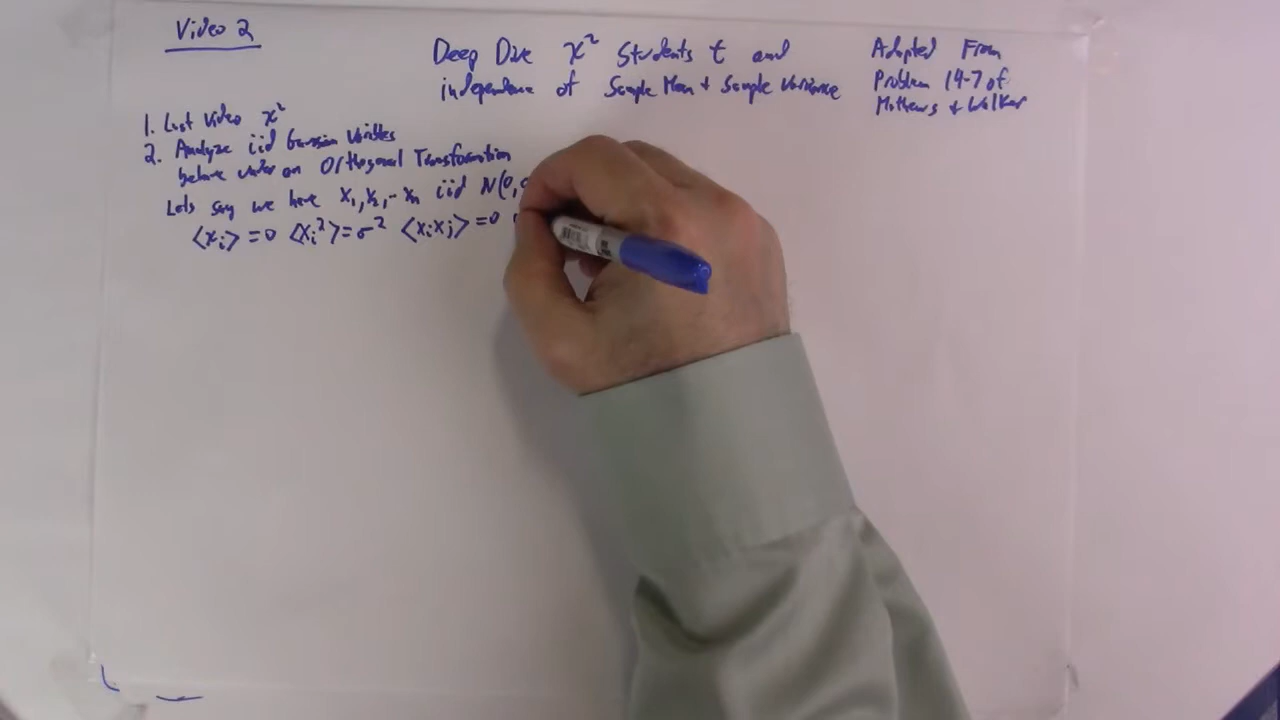 Video 2
Deep Dive χ² Students t and
independence of Sample Mean + Sample Variance
Adapted From
Problem 14-7 of
Mathews + Walker
1. Last Video χ²
2. Analyze iid Gaussian Variables
behave under an Orthogonal Transformation
Lets say we have x₁, x₂, -- xₙ iid N(0,
<xᵢ> = 0 <xᵢ²> = σ² <xᵢxⱼ> = 0